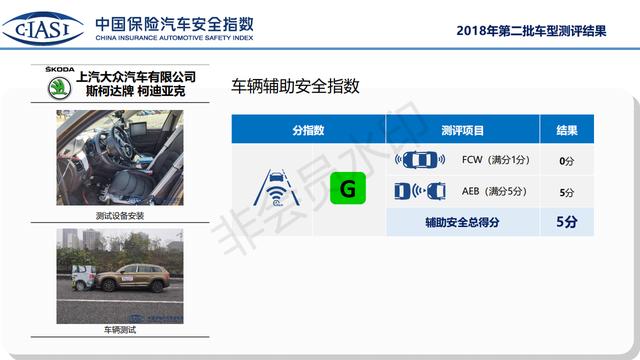 C-IASI
中国保险汽车安全指数
CHINA INSURANCE AUTOMOTIVE SAFETY INDEX
2018年第二批车型测评结果
ŠKODA
上汽大众汽车有限公司
斯柯达牌 柯迪亚克
测试设备安装
车辆测试
车辆辅助安全指数
分指数 测评项目 结果
G
FCW（满分1分） 0分
AEB（满分5分） 5分
辅助安全总得分 5分
非会员水印